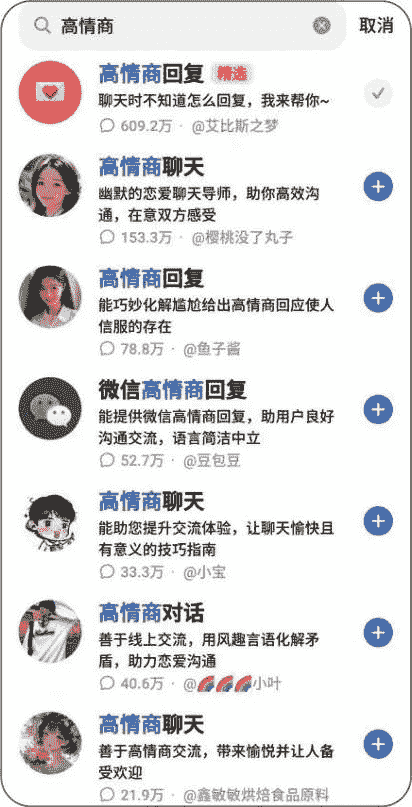 高情商
取消
高情商回复 精选
聊天时不知道怎么回复，我来帮你~
609.2万 · @艾比斯之梦
高情商聊天
幽默的恋爱聊天导师，助你高效沟
通，在意双方感受
153.3万 · @樱桃没了丸子
高情商回复
能巧妙化解尴尬给出高情商回应使人
信服的存在
78.8万 · @鱼子酱
微信高情商回复
能提供微信高情商回复，助用户良好
沟通交流，语言简洁中立
52.7万 · @豆包豆
高情商聊天
能助您提升交流体验，让聊天愉快且
有意义的技巧指南
33.3万 · @小宝
高情商对话
善于线上交流，用风趣言语化解矛
盾，助力恋爱沟通
40.6万 · @🌈🌈🌈小叶
高情商聊天
善于高情商交流，带来愉悦并让人备
受欢迎
21.9万 · @鑫敏敏烘焙食品原料